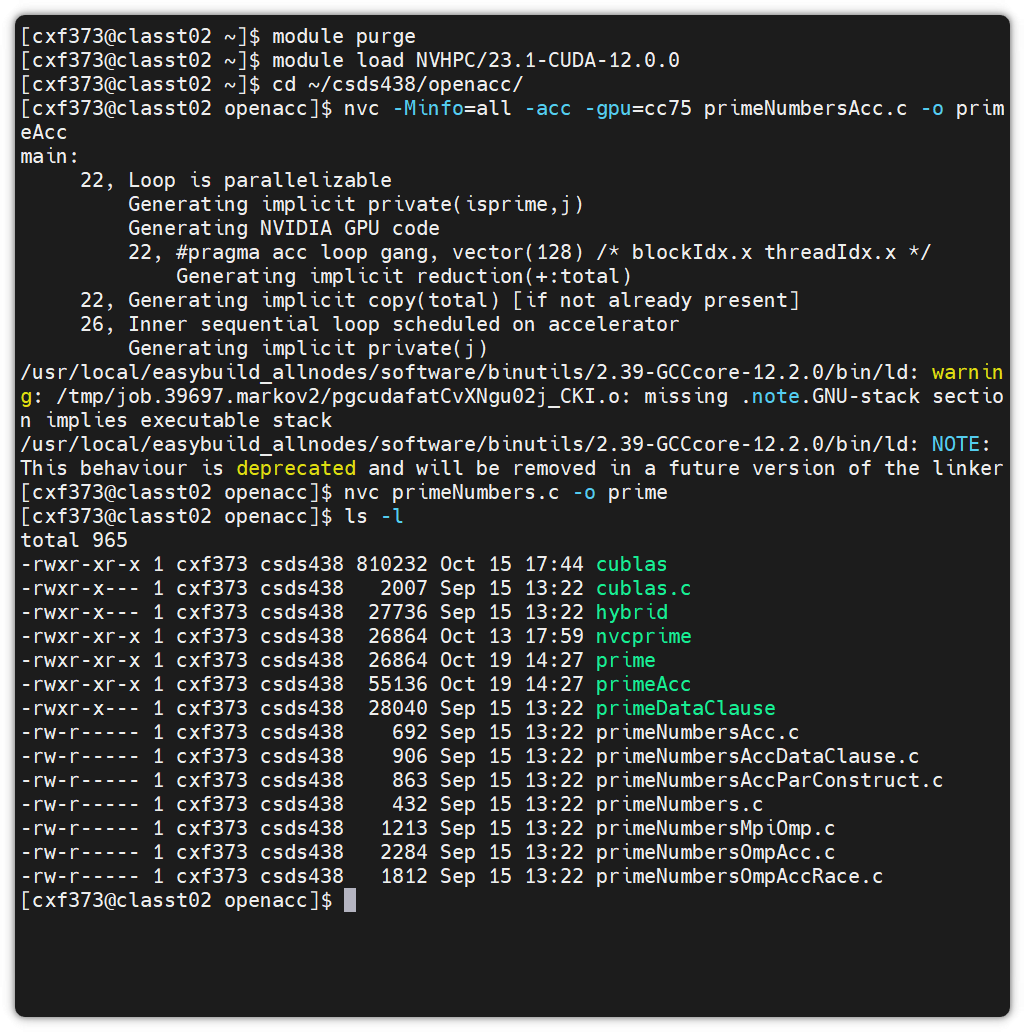 [cxf373@classt02 ~]$ module purge
[cxf373@classt02 ~]$ module load NVHPC/23.1-CUDA-12.0.0
[cxf373@classt02 ~]$ cd ~/csds438/openacc/
[cxf373@classt02 openacc]$ nvc -Minfo=all -acc -gpu=cc75 primeNumbersAcc.c -o prim
eAcc
main:
     22, Loop is parallelizable
         Generating implicit private(isprime,j)
         Generating NVIDIA GPU code
         22, #pragma acc loop gang, vector(128) /* blockIdx.x threadIdx.x */
             Generating implicit reduction(+:total)
     22, Generating implicit copy(total) [if not already present]
     26, Inner sequential loop scheduled on accelerator
         Generating implicit private(j)
/usr/local/easybuild_allnodes/software/binutils/2.39-GCCcore-12.2.0/bin/ld: warnin
g: /tmp/job.39697.markov2/pgcudafatCvXNgu02j_CKI.o: missing .note.GNU-stack sectio
n implies executable stack
/usr/local/easybuild_allnodes/software/binutils/2.39-GCCcore-12.2.0/bin/ld: NOTE:
This behaviour is deprecated and will be removed in a future version of the linker
[cxf373@classt02 openacc]$ nvc primeNumbers.c -o prime
[cxf373@classt02 openacc]$ ls -l
total 965
-rwxr-xr-x 1 cxf373 csds438 810232 Oct 15 17:44 cublas
-rwxr-x--- 1 cxf373 csds438   2007 Sep 15 13:22 cublas.c
-rwxr-x--- 1 cxf373 csds438  27736 Sep 15 13:22 hybrid
-rwxr-xr-x 1 cxf373 csds438  26864 Oct 13 17:59 nvcprime
-rwxr-xr-x 1 cxf373 csds438  26864 Oct 19 14:27 prime
-rwxr-xr-x 1 cxf373 csds438  55136 Oct 19 14:27 primeAcc
-rwxr-x--- 1 cxf373 csds438  28040 Sep 15 13:22 primeDataClause
-rw-r----- 1 cxf373 csds438    692 Sep 15 13:22 primeNumbersAcc.c
-rw-r----- 1 cxf373 csds438    906 Sep 15 13:22 primeNumbersAccDataClause.c
-rw-r----- 1 cxf373 csds438    863 Sep 15 13:22 primeNumbersAccParConstruct.c
-rw-r----- 1 cxf373 csds438    432 Sep 15 13:22 primeNumbers.c
-rw-r----- 1 cxf373 csds438   1213 Sep 15 13:22 primeNumbersMpiOmp.c
-rw-r----- 1 cxf373 csds438   2284 Sep 15 13:22 primeNumbersOmpAcc.c
-rw-r----- 1 cxf373 csds438   1812 Sep 15 13:22 primeNumbersOmpAccRace.c
[cxf373@classt02 openacc]$